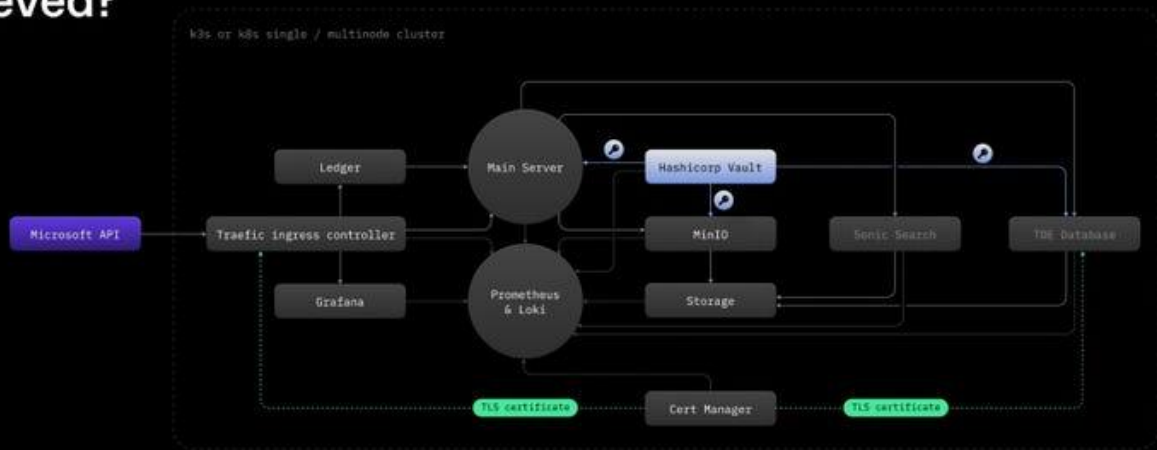 eved?
k3s or k8s single / multinode cluster
Ledger
Main Server
Hashicorp Vault
Microsoft API
Traefic ingress controller
MinIO
Sonic Search
TDE Database
Grafana
Prometheus
& Loki
Storage
TLS certificate
Cert Manager
TLS certificate